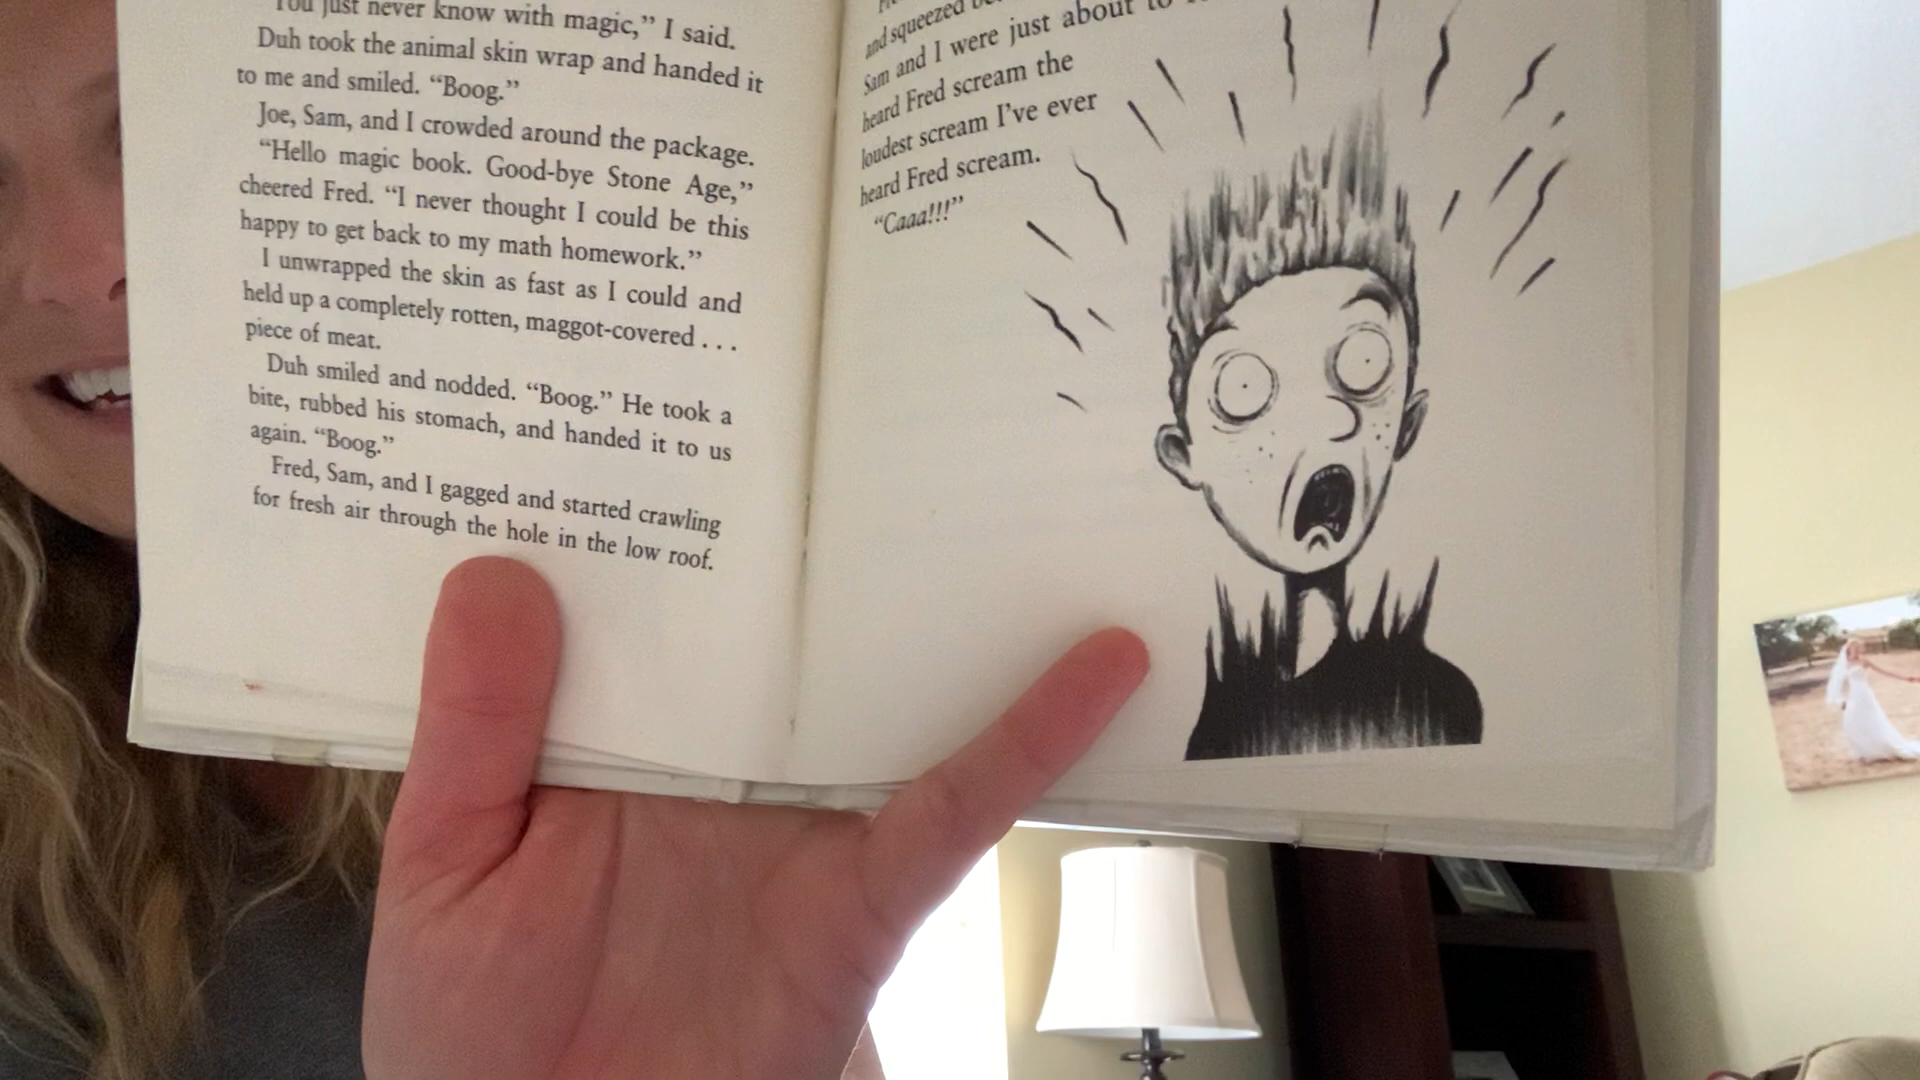 "You just never know with magic," I said.
Duh took the animal skin wrap and handed it
to me and smiled. "Boog."
Joe, Sam, and I crowded around the package.
"Hello magic book. Good-bye Stone Age,"
cheered Fred. "I never thought I could be this
happy to get back to my math homework."
I unwrapped the skin as fast as I could and
held up a completely rotten, maggot-covered . . .
piece of meat.
Duh smiled and nodded. "Boog." He took a
bite, rubbed his stomach, and handed it to us
again. "Boog."
Fred, Sam, and I gagged and started crawling
for fresh air through the hole in the low roof.
and squeezed
Sam and I were just about to
heard Fred scream the
loudest scream I've ever
heard Fred scream.
"Caaa!!!"